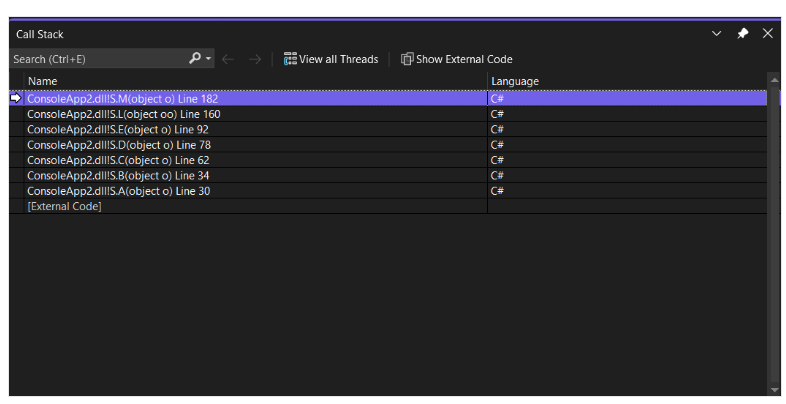 Call Stack
Search (Ctrl+E) View all Threads Show External Code
Name Language
ConsoleApp2.dll!S.M(object o) Line 182 C#
ConsoleApp2.dll!S.L(object oo) Line 160 C#
ConsoleApp2.dll!S.E(object o) Line 92 C#
ConsoleApp2.dll!S.D(object o) Line 78 C#
ConsoleApp2.dll!S.C(object o) Line 62 C#
ConsoleApp2.dll!S.B(object o) Line 34 C#
ConsoleApp2.dll!S.A(object o) Line 30 C#
[External Code]